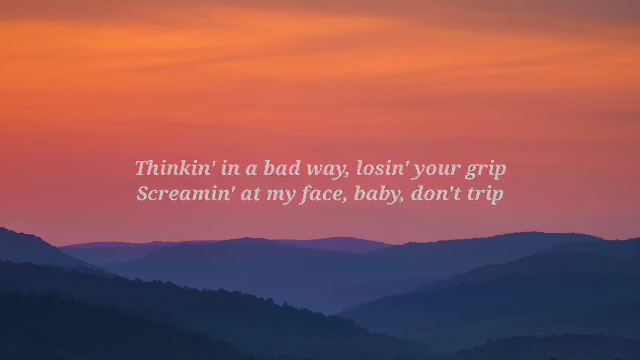 Thinkin' in a bad way, losin' your grip
Screamin' at my face, baby, don't trip